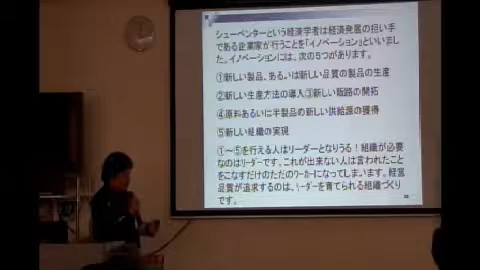 シューペンターという経済学者は経済発展の担い手
である企業家が行うことを「イノベーション」といいまし
た。イノベーションには、次の5つがあります。
①新しい製品、あるいは新しい品質の製品の生産
②新しい生産方法の導入③新しい販路の開拓
④原料あるいは半製品の新しい供給源の獲得
⑤新しい組織の実現
①～⑤を行える人はリーダーとなりうる！組織が必要
なのはリーダーです。これが出来ない人は言われたこと
をこなすだけのただのワーカーになってしまいます。経営
品質が追求するのは、リーダーを育てられる組織づくり
です。